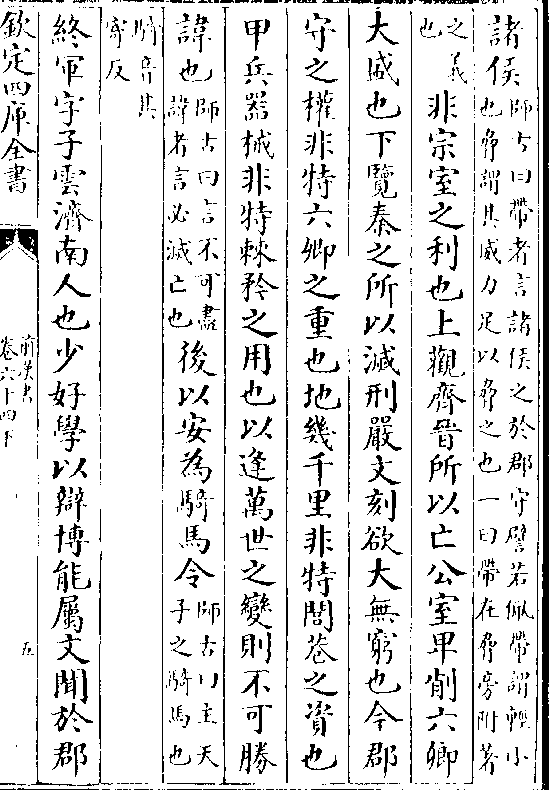 諸侯師古曰帶者言諸侯之於郡守譬若佩帶謂輕小
也脅謂其威力足以脅之也一曰帶在脅旁附著
之義
也非宗室之利也上觀齊晉所以亡公室卑削六卿
大盛也下覽秦之所以滅刑嚴文刻欲大無窮也今郡
守之權非特六卿之重也地幾千里非特閭巷之資也
甲兵器械非特棘矜之用也以逢萬世之變則不可勝
諱也師古曰言不可盡
諱者言必滅亡也後以安為騎馬令師古曰主天
子之騎馬也
騎音其
寄反
終軍字子雲濟南人也少好學以辯博能屬文聞於郡
欽定四庫全書
前漢書
卷六十四下
五